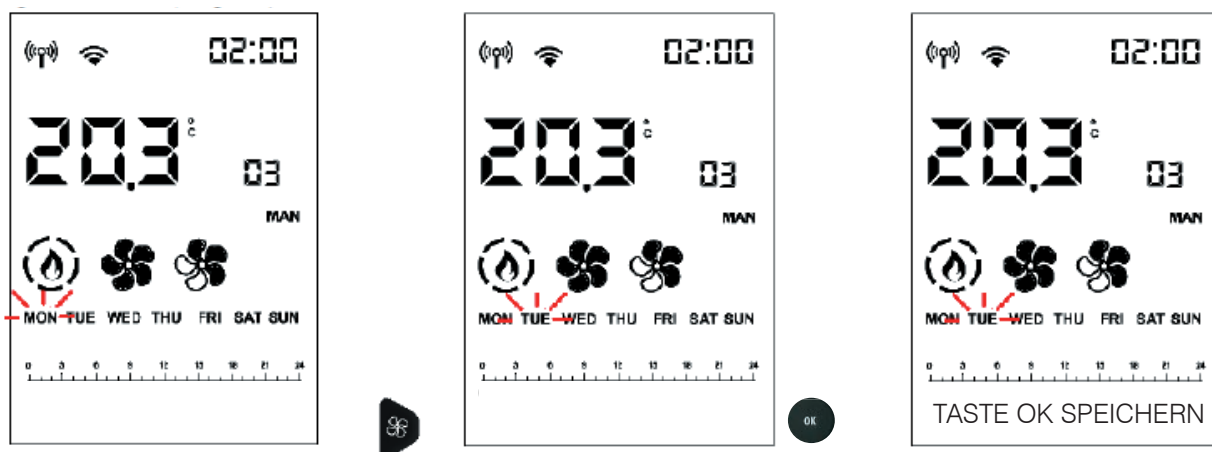 02:00
20.3 °C
03
MAN
MON TUE WED THU FRI SAT SUN
0 3 6 9 12 15 18 21 24
02:00
20.3 °C
03
MAN
MON TUE WED THU FRI SAT SUN
0 3 6 9 12 15 18 21 24
OK
02:00
20.3 °C
03
MAN
MON TUE WED THU FRI SAT SUN
0 3 6 9 12 15 18 21 24
TASTE OK SPEICHERN